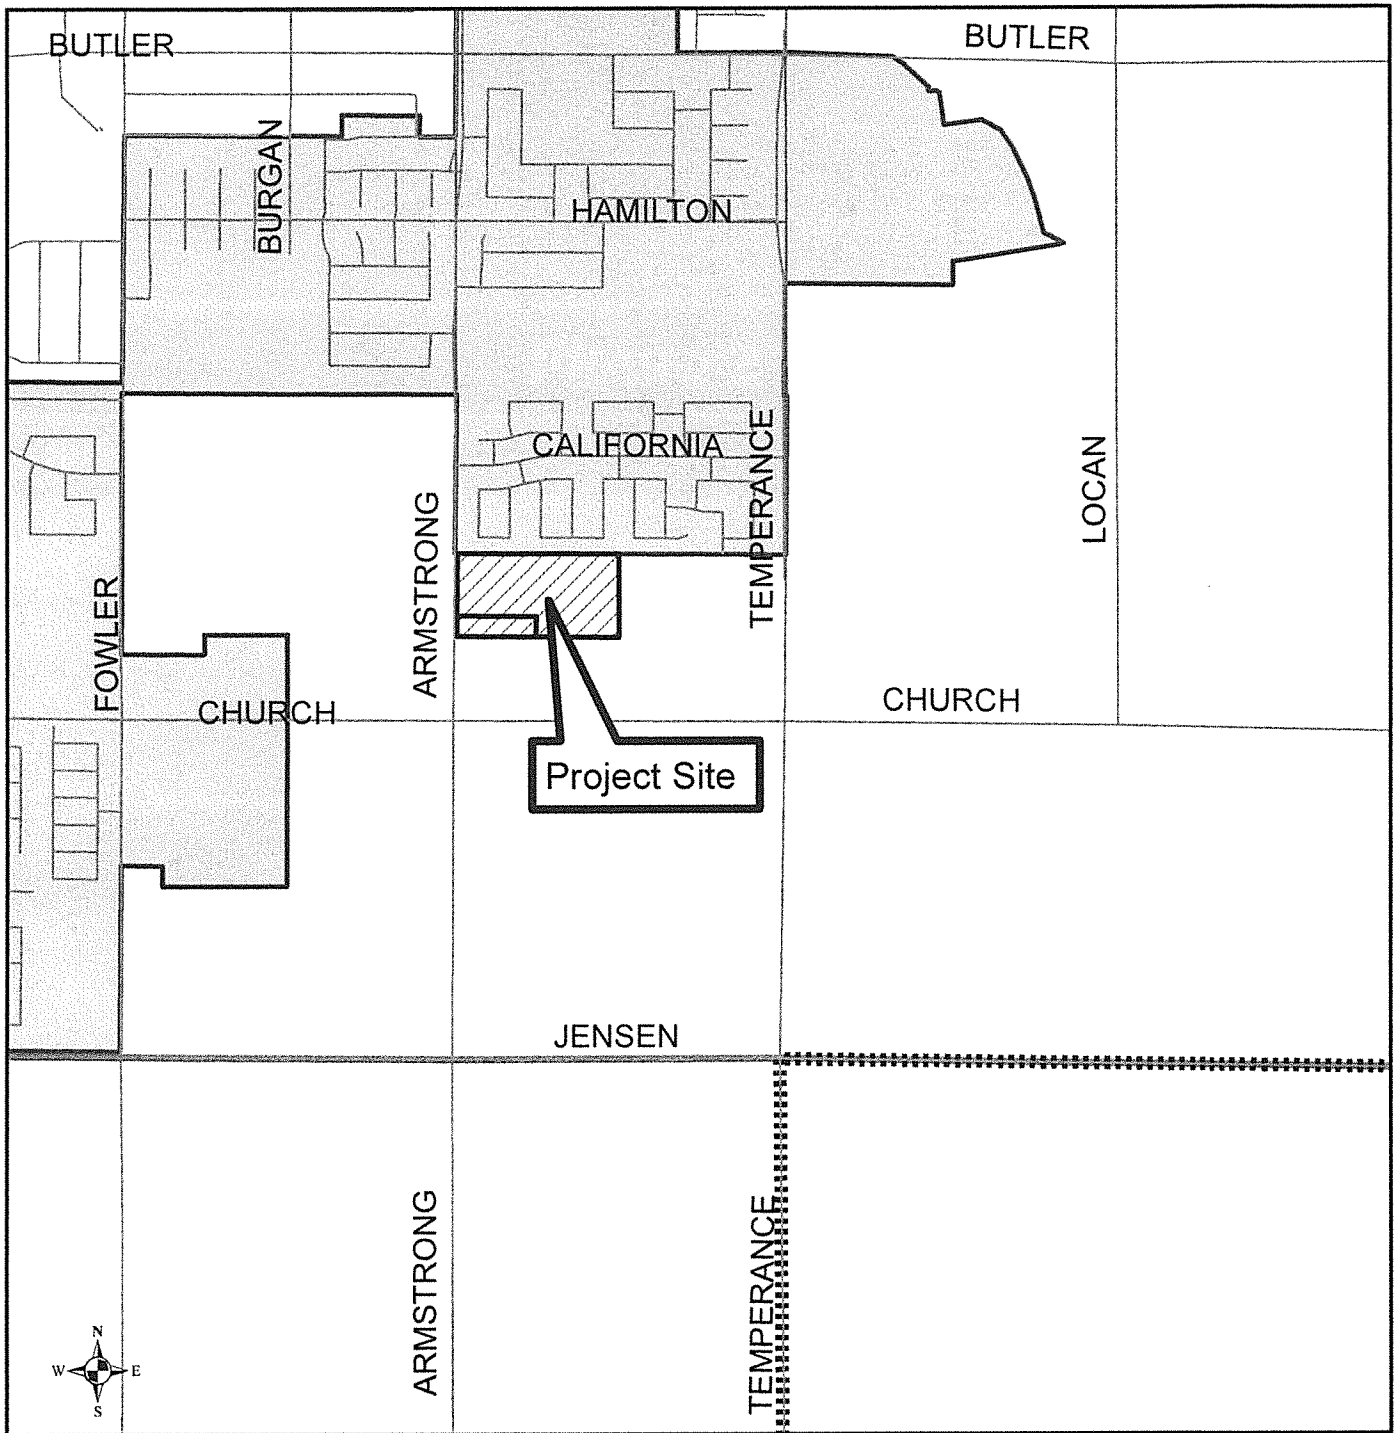 BUTLER
BUTLER
BURGAN
HAMILTON
CALIFORNIA
TEMPERANCE
LOCAN
ARMSTRONG
FOWLER
CHURCH
CHURCH
Project Site
JENSEN
ARMSTRONG
TEMPERANCE
N
W E
S